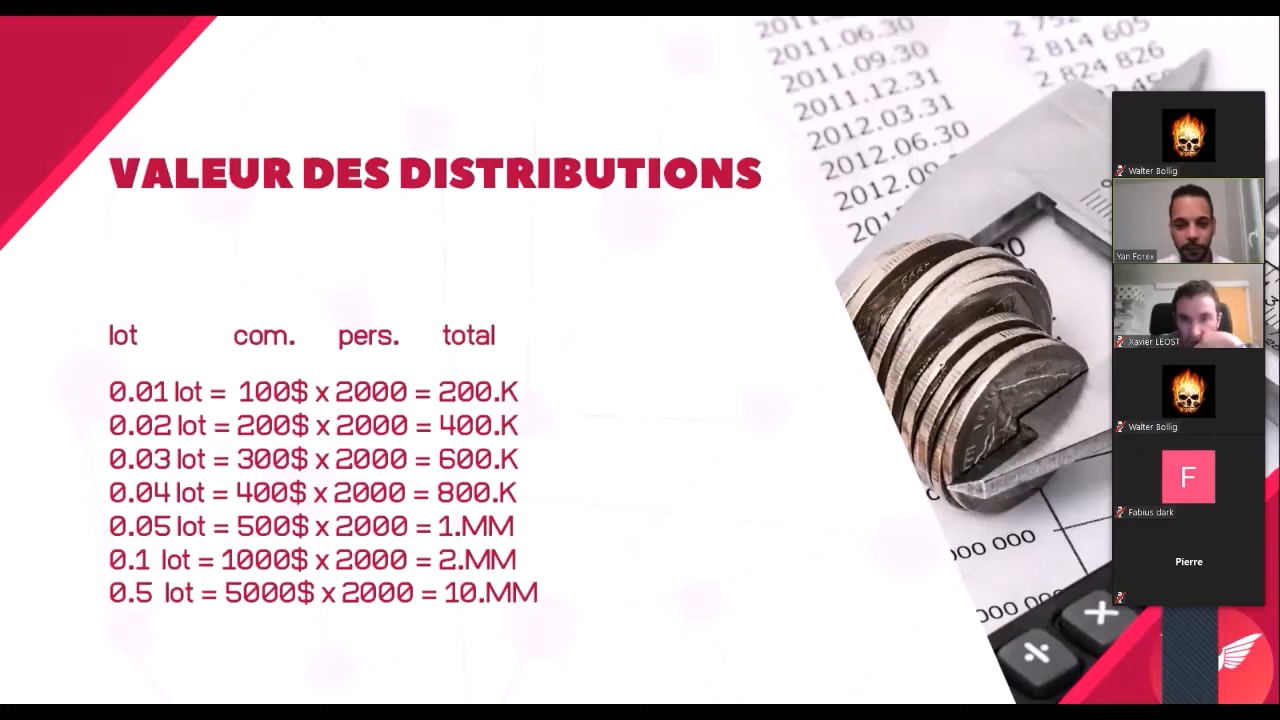 VALEUR DES DISTRIBUTIONS
lot com. pers. total
0.01 lot = 100$ x 2000 = 200.K
0.02 lot = 200$ x 2000 = 400.K
0.03 lot = 300$ x 2000 = 600.K
0.04 lot = 400$ x 2000 = 800.K
0.05 lot = 500$ x 2000 = 1.MM
0.1 lot = 1000$ x 2000 = 2.MM
0.5 lot = 5000$ x 2000 = 10.MM
2011.06.30
2011.09.30
2011.12.31
2012.03.31
2012.06.30
2 814 605
2 824 826
Walter Bollig
Yan Forex
Xavier LEOST
Walter Bollig
F
Fabius dark
Pierre